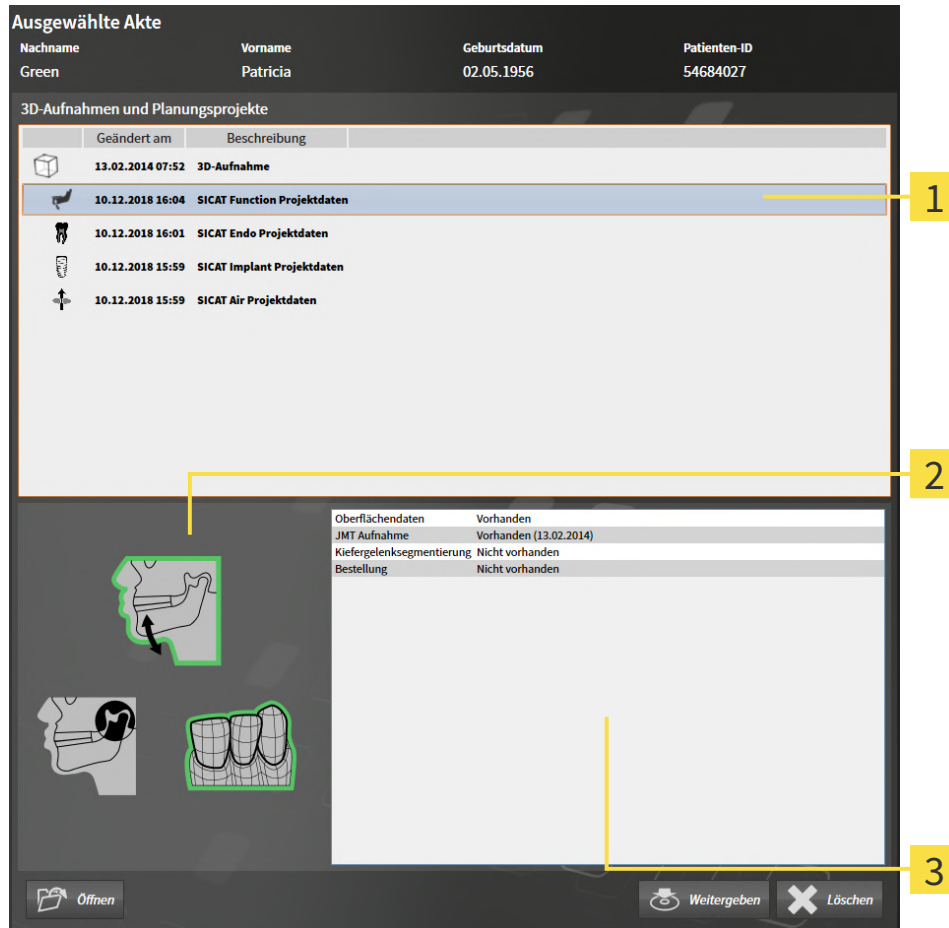 Ausgewählte Akte
Nachname Vorname Geburtsdatum Patienten-ID
Green Patricia 02.05.1956 54684027
3D-Aufnahmen und Planungsprojekte
Geändert am Beschreibung
13.02.2014 07:52 3D-Aufnahme
10.12.2018 16:04 SICAT Function Projektdaten
1
10.12.2018 16:01 SICAT Endo Projektdaten
10.12.2018 15:59 SICAT Implant Projektdaten
10.12.2018 15:59 SICAT Air Projektdaten
2
Oberflächendaten Vorhanden
JMT Aufnahme Vorhanden (13.02.2014)
Kiefergelenksegmentierung Nicht vorhanden
Bestellung Nicht vorhanden
3
Öffnen Weitergeben Löschen